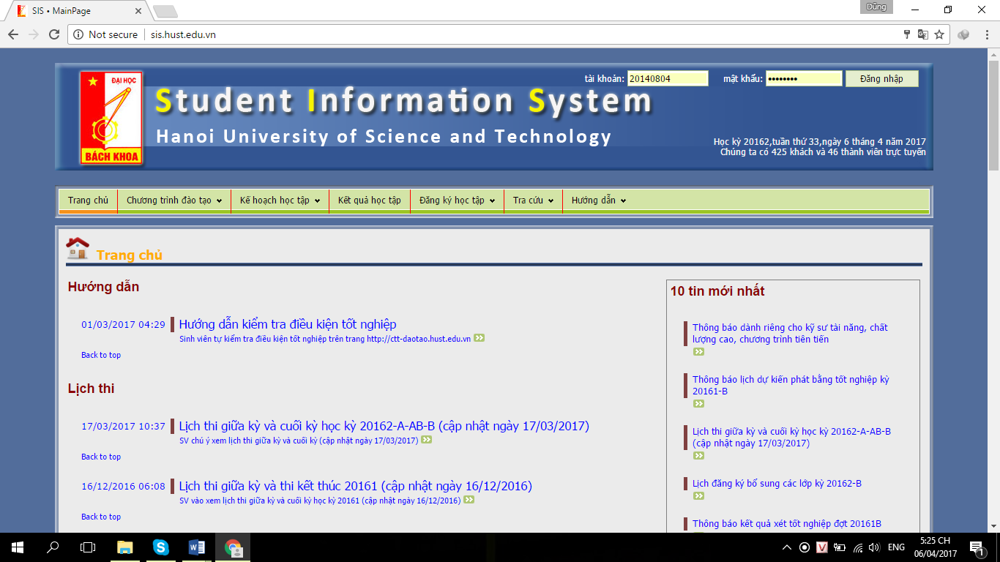 SIS • MainPage
Dũng
Not secure
sis.hust.edu.vn
ĐẠI HỌC
BÁCH KHOA
tài khoản: 20140804 mật khẩu: •••••••• Đăng nhập
Student Information System
Hanoi University of Science and Technology
Học kỳ 20162,tuần thứ 33,ngày 6 tháng 4 năm 2017
Chúng ta có 425 khách và 46 thành viên trực tuyến
Trang chủ Chương trình đào tạo Kế hoạch học tập Kết quả học tập Đăng ký học tập Tra cứu Hướng dẫn
Trang chủ
Hướng dẫn
01/03/2017 04:29 Hướng dẫn kiểm tra điều kiện tốt nghiệp
Sinh viên tự kiểm tra điều kiện tốt nghiệp trên trang http://ctt-daotao.hust.edu.vn
Back to top
Lịch thi
17/03/2017 10:37 Lịch thi giữa kỳ và cuối kỳ học kỳ 20162-A-AB-B (cập nhật ngày 17/03/2017)
SV chú ý xem lịch thi giữa kỳ và cuối kỳ (cập nhật ngày 17/03/2017)
Back to top
16/12/2016 06:08 Lịch thi giữa kỳ và thi kết thúc 20161 (cập nhật ngày 16/12/2016)
SV vào xem lịch thi giữa kỳ và cuối kỳ học kỳ 20161 (cập nhật ngày 16/12/2016)
Back to top
10 tin mới nhất
Thông báo dành riêng cho kỹ sư tài năng, chất
lượng cao, chương trình tiên tiến
Thông báo lịch dự kiến phát bằng tốt nghiệp kỳ
20161-B
Lịch thi giữa kỳ và cuối kỳ học kỳ 20162-A-AB-B
(cập nhật ngày 17/03/2017)
Lịch đăng ký bổ sung các lớp kỳ 20162-B
Thông báo kết quả xét tốt nghiệp đợt 20161B
ENG
5:25 CH
06/04/2017
1